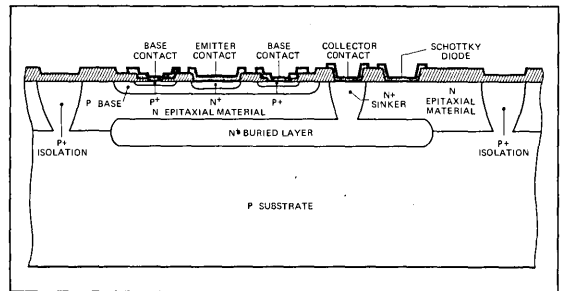 BASE
CONTACT
EMITTER
CONTACT
BASE
CONTACT
COLLECTOR
CONTACT
SCHOTTKY
DIODE
P BASE
P+
N+
P+
N+
SINKER
N
EPITAXIAL
MATERIAL
N EPITAXIAL MATERIAL
P+
ISOLATION
N+ BURIED LAYER
P+
ISOLATION
P SUBSTRATE